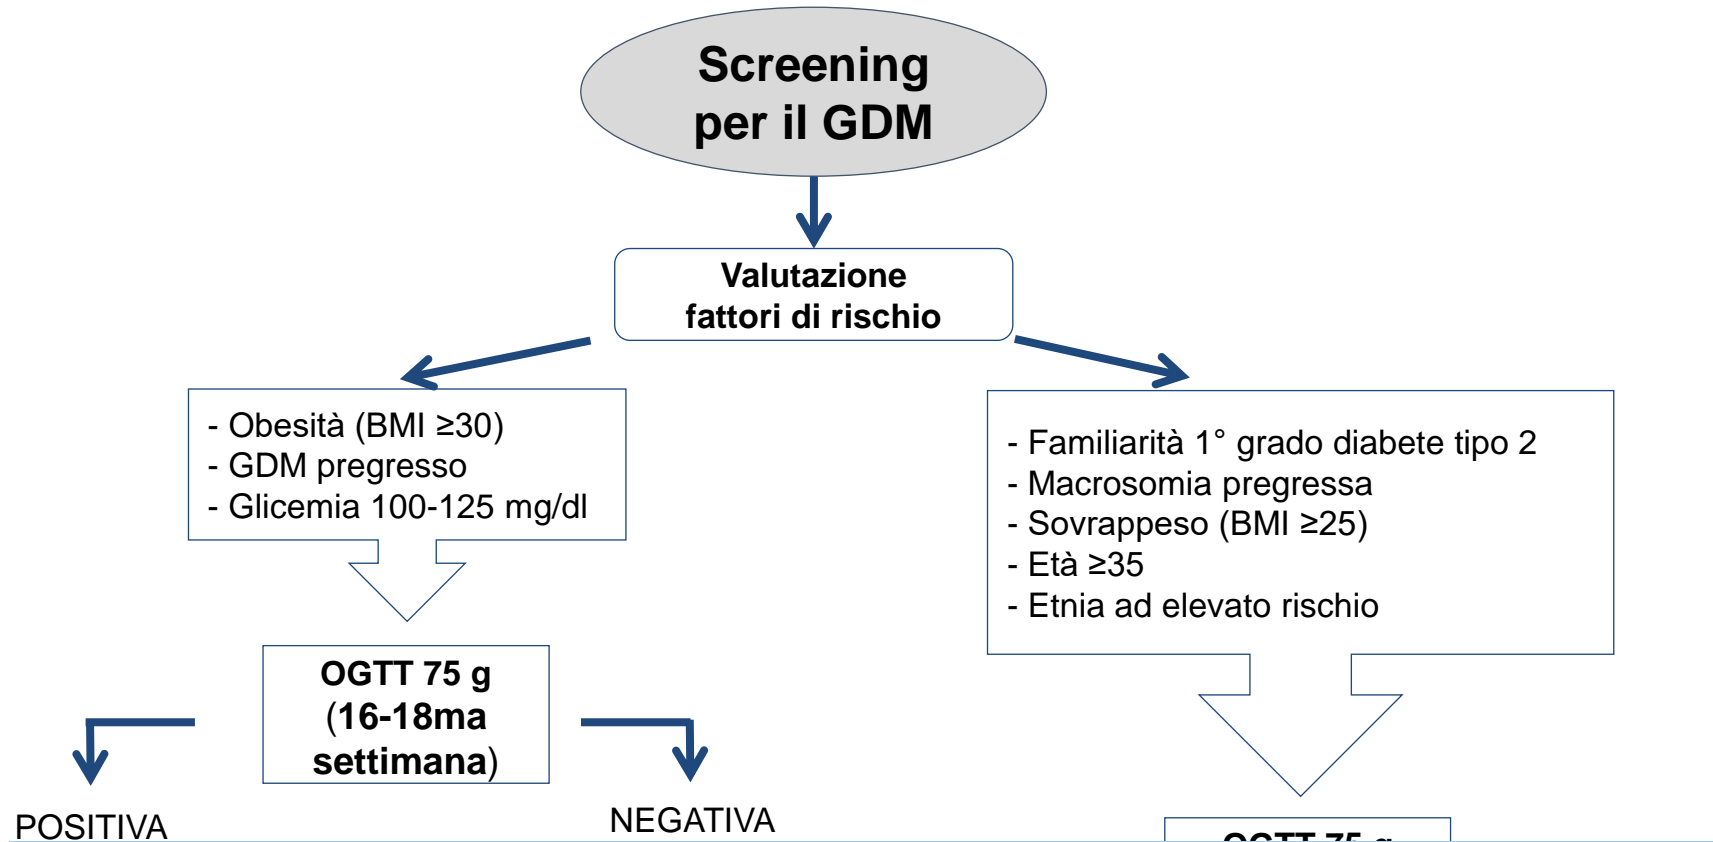 Screening
per il GDM
Valutazione
fattori di rischio
- Obesità (BMI ≥30)
- GDM pregresso
- Glicemia 100-125 mg/dl
- Familiarità 1° grado diabete tipo 2
- Macrosomia pregressa
- Sovrappeso (BMI ≥25)
- Età ≥35
- Etnia ad elevato rischio
OGTT 75 g
(16-18ma
settimana)
POSITIVA
NEGATIVA
OGTT 75 g